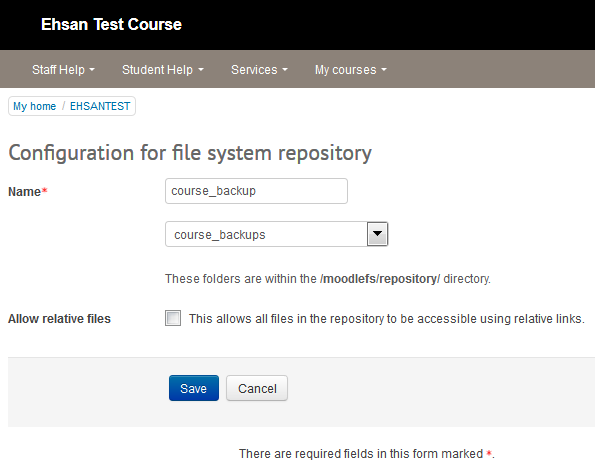 Ehsan Test Course
Staff Help Student Help Services My courses
My home / EHSANTEST
Configuration for file system repository
Name* course_backup
course_backups
These folders are within the /moodlefs/repository/ directory.
Allow relative files This allows all files in the repository to be accessible using relative links.
Save Cancel
There are required fields in this form marked *.